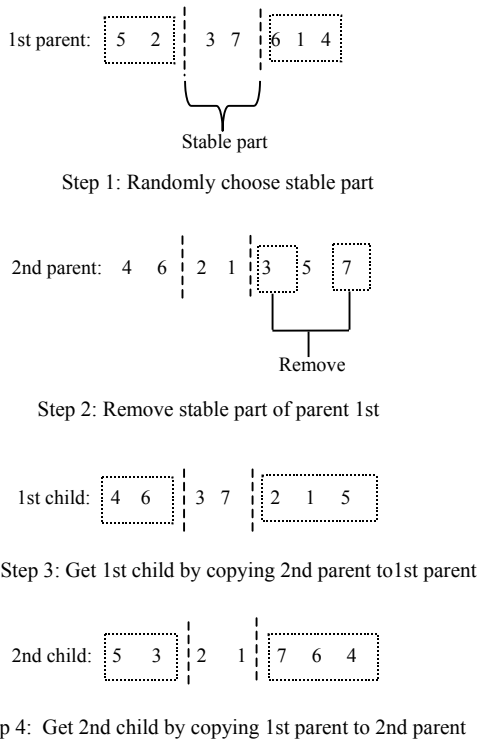 1st parent: 5 2 3 7 6 1 4
Stable part
Step 1: Randomly choose stable part
2nd parent: 4 6 2 1 3 5 7
Remove
Step 2: Remove stable part of parent 1st
1st child: 4 6 3 7 2 1 5
Step 3: Get 1st child by copying 2nd parent to1st parent
2nd child: 5 3 2 1 7 6 4
p 4: Get 2nd child by copying 1st parent to 2nd parent